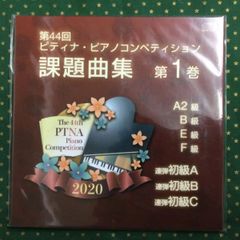 第44回
ピティナ・ピアノコンペティション
課題曲集 第1巻
A2級
B級
E級
F級
The 44th
PTNA
Piano
Competition
2020
連弾初級A
連弾初級B
連弾初級C